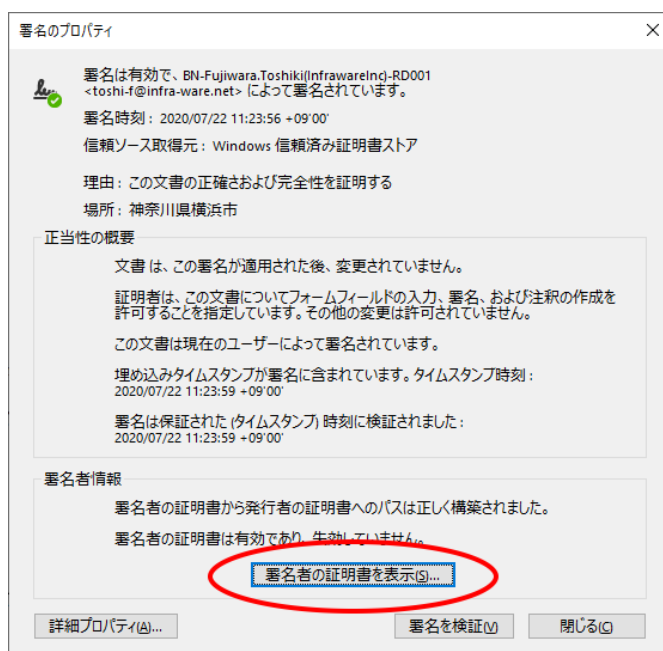 署名のプロパティ
署名は有効で、BN-Fujiwara.Toshiki(InfrawareInc)-RD001
<toshi-f@infra-ware.net> によって署名されています。
署名時刻 : 2020/07/22 11:23:56 +09'00'
信頼ソース取得元 : Windows 信頼済み証明書ストア
理由 : この文書の正確さおよび完全性を証明する
場所 : 神奈川県横浜市
正当性の概要
文書 は、この署名が適用された後、変更されていません。
証明者は、この文書についてフォームフィールドの入力、署名、および注釈の作成を
許可することを指定しています。その他の変更は許可されていません。
この文書は現在のユーザーによって署名されています。
埋め込みタイムスタンプが署名に含まれています。タイムスタンプ時刻 :
2020/07/22 11:23:59 +09'00'
署名は保証された (タイムスタンプ) 時刻に検証されました :
2020/07/22 11:23:59 +09'00'
署名者情報
署名者の証明書から発行者の証明書へのパスは正しく構築されました。
署名者の証明書は有効であり、失効していません。
署名者の証明書を表示(S)...
詳細プロパティ(A)...
署名を検証(V)
閉じる(C)